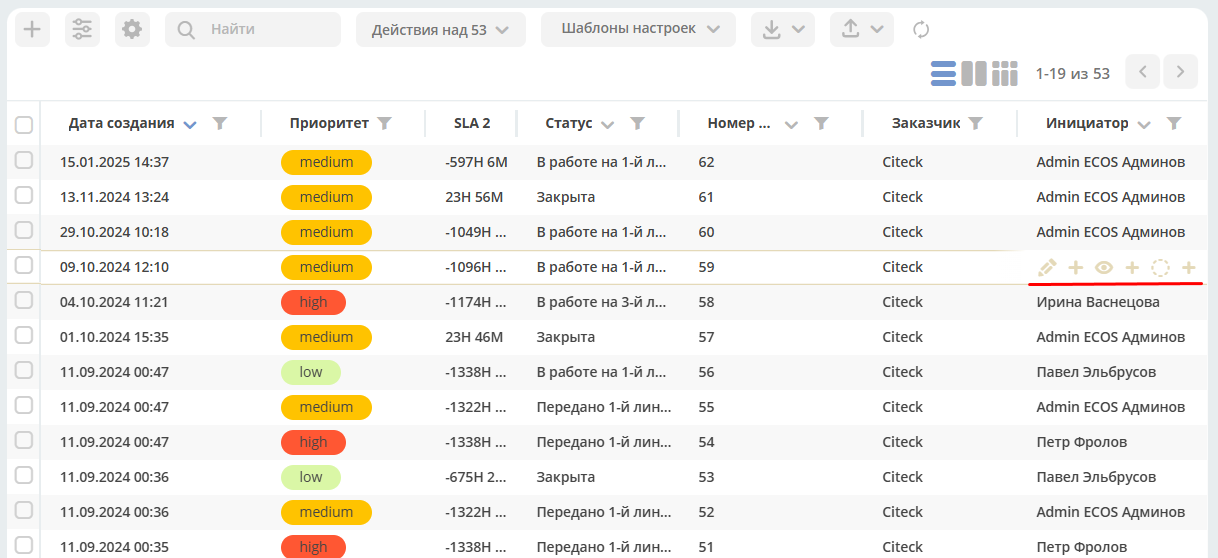 Найти Действия над 53 Шаблоны настроек
1-19 из 53
Дата создания Приоритет SLA 2 Статус Номер ... Заказчик Инициатор
15.01.2025 14:37 medium -597H 6M В работе на 1-й л... 62 Citeck Admin ECOS Админов
13.11.2024 13:24 medium 23H 56M Закрыта 61 Citeck Admin ECOS Админов
29.10.2024 10:18 medium -1049H ... В работе на 1-й л... 60 Citeck Admin ECOS Админов
09.10.2024 12:10 medium -1096H ... В работе на 1-й л... 59 Citeck
04.10.2024 11:21 high -1174H ... В работе на 3-й л... 58 Citeck Ирина Васнецова
01.10.2024 15:35 medium 23H 46M Закрыта 57 Citeck Admin ECOS Админов
11.09.2024 00:47 low -1338H ... В работе на 1-й л... 56 Citeck Павел Эльбрусов
11.09.2024 00:47 medium -1322H ... Передано 1-й лин... 55 Citeck Admin ECOS Админов
11.09.2024 00:47 high -1338H ... Передано 1-й лин... 54 Citeck Петр Фролов
11.09.2024 00:36 low -675H 2... Закрыта 53 Citeck Павел Эльбрусов
11.09.2024 00:36 medium -1322H ... Передано 1-й лин... 52 Citeck Admin ECOS Админов
11.09.2024 00:35 high -1338H ... Передано 1-й лин... 51 Citeck Петр Фролов